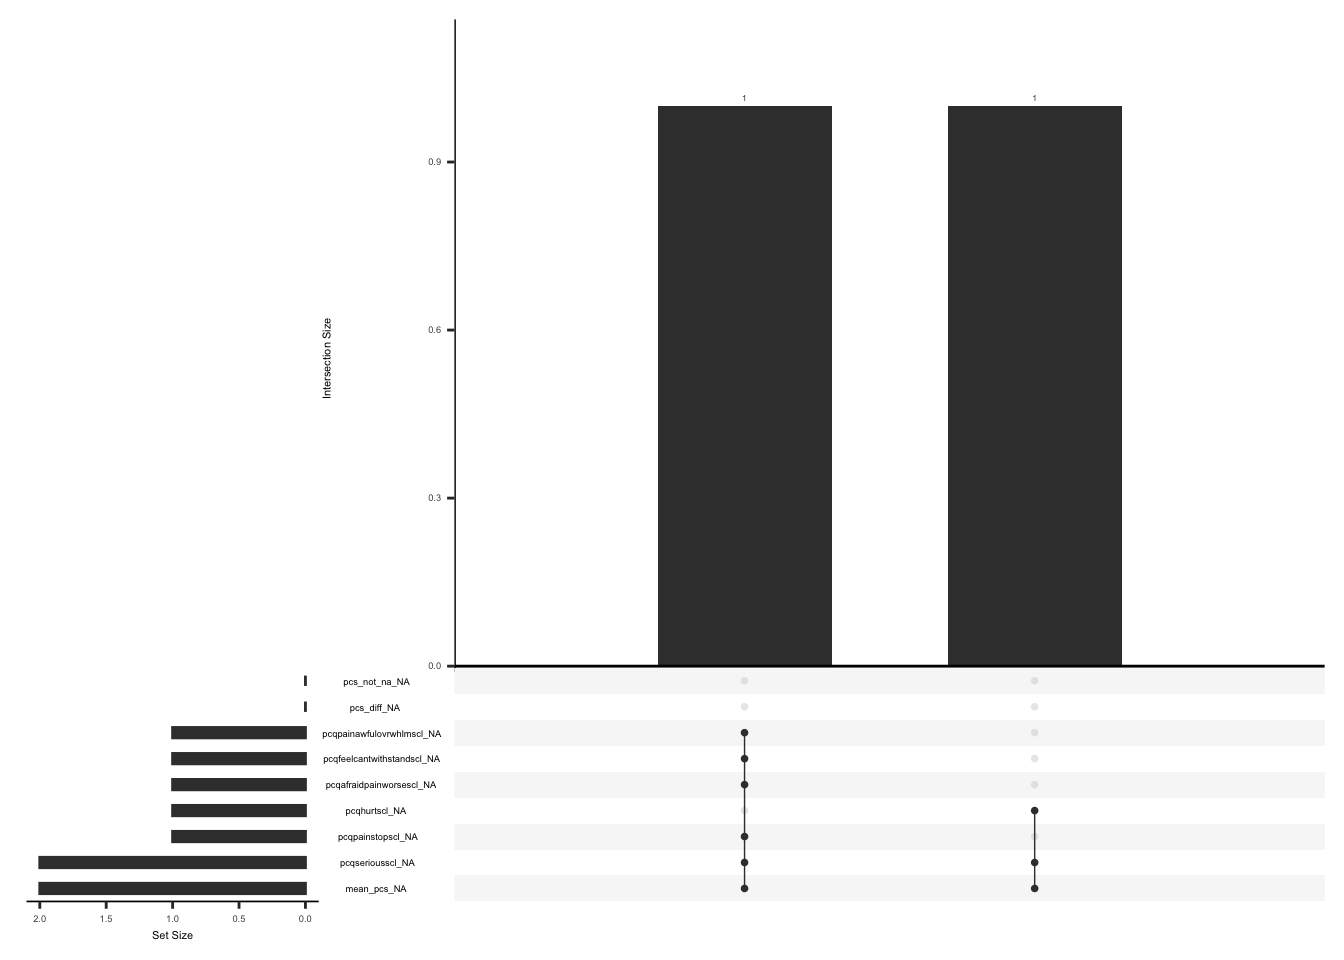 1
1
0.9
0.6
0.3
0.0
Intersection Size
pcs_not_na_NA
pcs_diff_NA
pcqpainawfulovrwhlmscl_NA
pcqfeelcantwithstandscl_NA
pcqafraidpainworsescl_NA
pcqhurtscl_NA
pcqpainstopscl_NA
pcqseriousscl_NA
mean_pcs_NA
2.0 1.5 1.0 0.5 0.0
Set Size